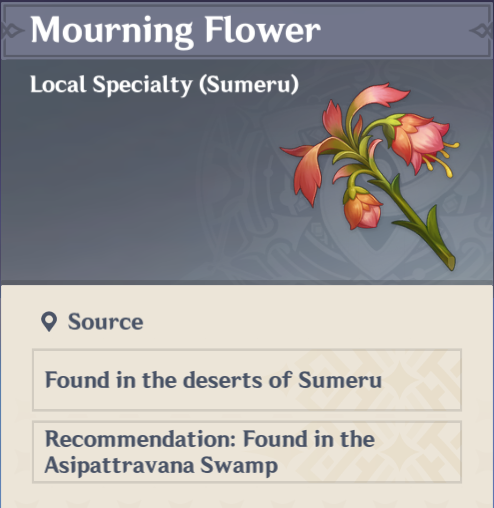 Mourning Flower
Local Specialty (Sumeru)
Source
Found in the deserts of Sumeru
Recommendation: Found in the
Asipattravana Swamp